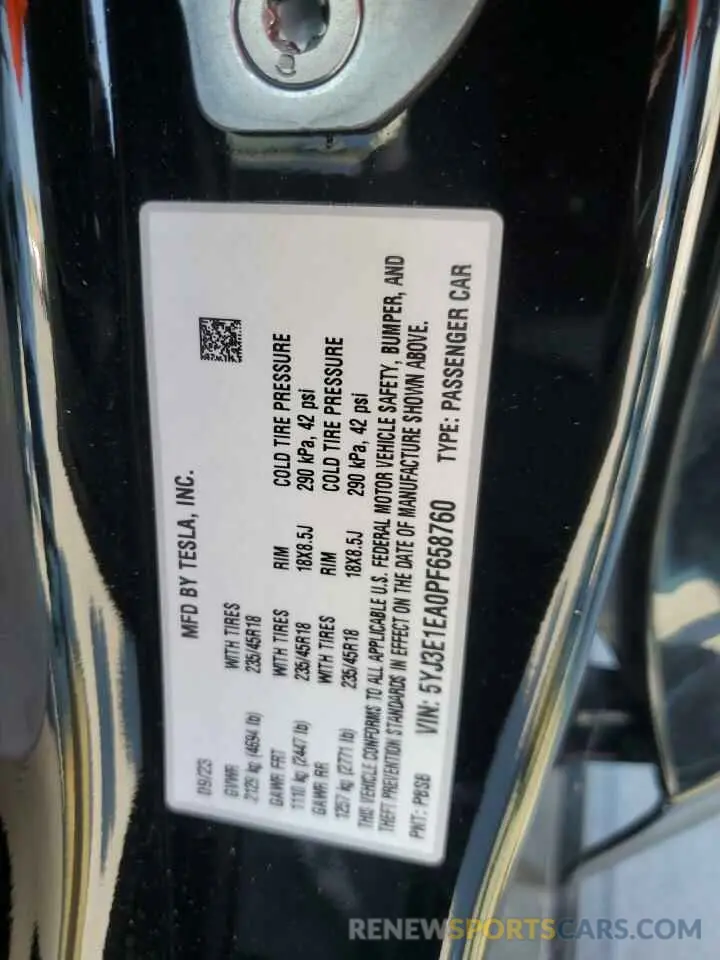 MFD BY TESLA, INC.
09/23
GVWR WITH TIRES
2129 kg (4694 lb) 235/45R18
GAWR FRT WITH TIRES RIM COLD TIRE PRESSURE
1110 kg (2447 lb) 235/45R18 18X8.5J 290 kPa, 42 psi
GAWR RR WITH TIRES RIM COLD TIRE PRESSURE
1257 kg (2771 lb) 235/45R18 18X8.5J 290 kPa, 42 psi
THIS VEHICLE CONFORMS TO ALL APPLICABLE U.S. FEDERAL MOTOR VEHICLE SAFETY, BUMPER, AND
THEFT PREVENTION STANDARDS IN EFFECT ON THE DATE OF MANUFACTURE SHOWN ABOVE.
PNT: PBSB VIN: 5YJ3E1EA0PF658760 TYPE: PASSENGER CAR
RENEWSPORTSCARS.COM